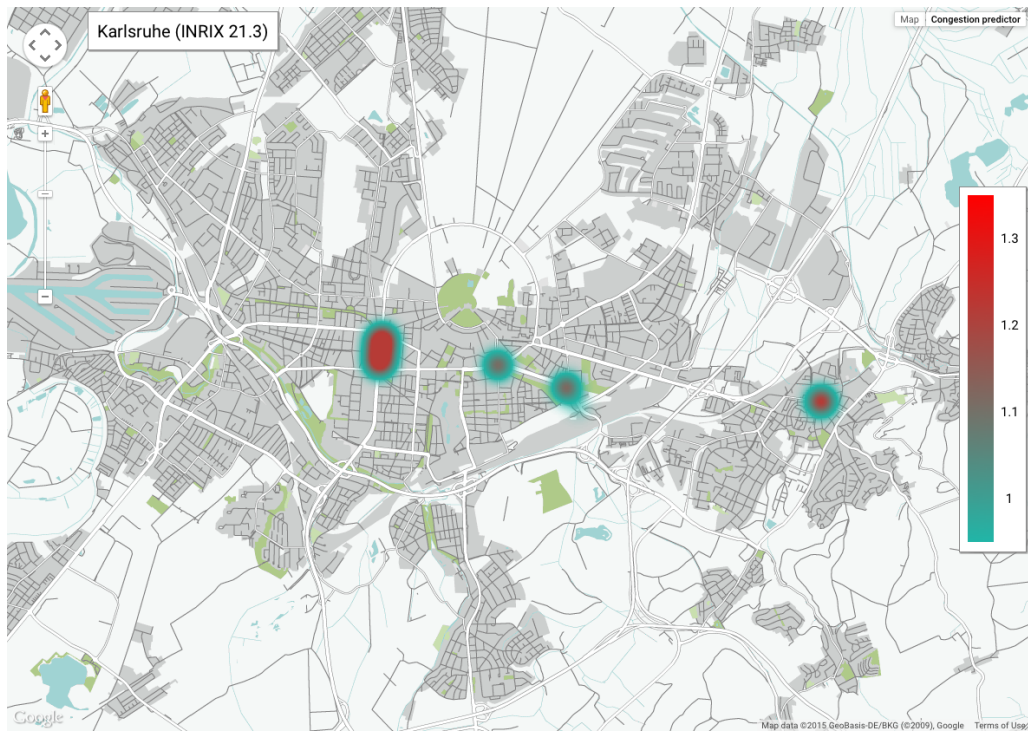 Karlsruhe (INRIX 21.3)
Map
Congestion predictor
1.3
1.2
1.1
1
Google
Map data ©2015 GeoBasis-DE/BKG (©2009), Google
Terms of Use